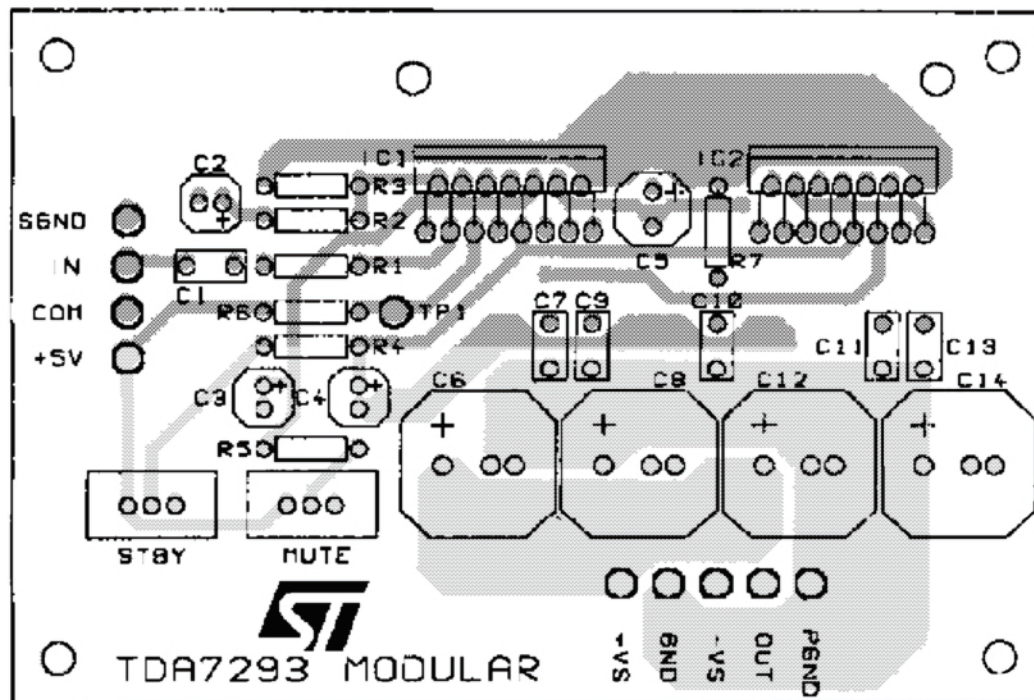 C2
IC1
IC2
R3
SGND
R2
IN
R1
C5
R7
C1
COM
R6
TP1
C7
C9
C10
+5V
R4
C11
C13
C3
C4
C6
C8
C12
C14
R5
STBY
MUTE
ST
+VS
GND
-VS
OUT
PGND
TDA7293 MODULAR